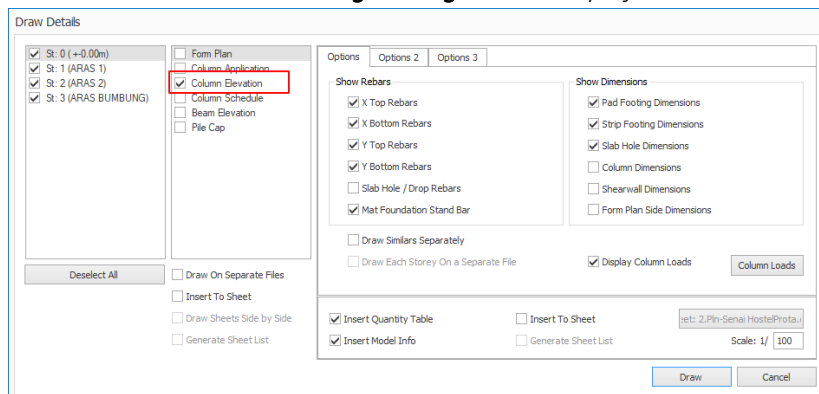 Draw Details
St: 0 ( +-0.00m)
St: 1 (ARAS 1)
St: 2 (ARAS 2)
St: 3 (ARAS BUMBUNG)
Deselect All
Form Plan
Column Application
Column Elevation
Column Schedule
Beam Elevation
Pile Cap
Draw On Separate Files
Insert To Sheet
Draw Sheets Side by Side
Generate Sheet List
Options Options 2 Options 3
Show Rebars
X Top Rebars
X Bottom Rebars
Y Top Rebars
Y Bottom Rebars
Slab Hole / Drop Rebars
Mat Foundation Stand Bar
Show Dimensions
Pad Footing Dimensions
Strip Footing Dimensions
Slab Hole Dimensions
Column Dimensions
Shearwall Dimensions
Form Plan Side Dimensions
Draw Similars Separately
Draw Each Storey On a Separate File
Display Column Loads
Column Loads
Insert Quantity Table
Insert To Sheet
eet: 2.Pln-Senai HostelProta.
Insert Model Info
Generate Sheet List
Scale: 1/ 100
Draw
Cancel